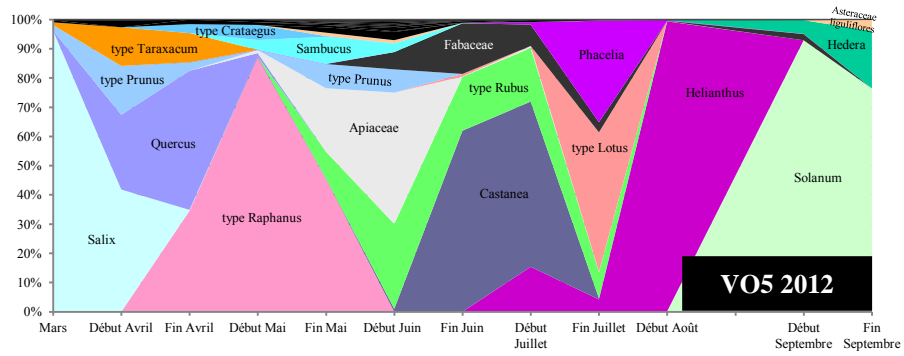 100%
90%
80%
70%
60%
50%
40%
30%
20%
10%
0%
type Taraxacum
type Prunus
Quercus
Salix
type Crataegus
Sambucus
type Prunus
Apiaceae
type Raphanus
Fabaceae
type Rubus
Castanea
Phacelia
type Lotus
Helianthus
Asteraceae
liguliflores
Hedera
Solanum
VO5 2012
Mars
Début Avril
Fin Avril
Début Mai
Fin Mai
Début Juin
Fin Juin
Début
Juillet
Fin Juillet
Début Août
Début
Septembre
Fin
Septembre